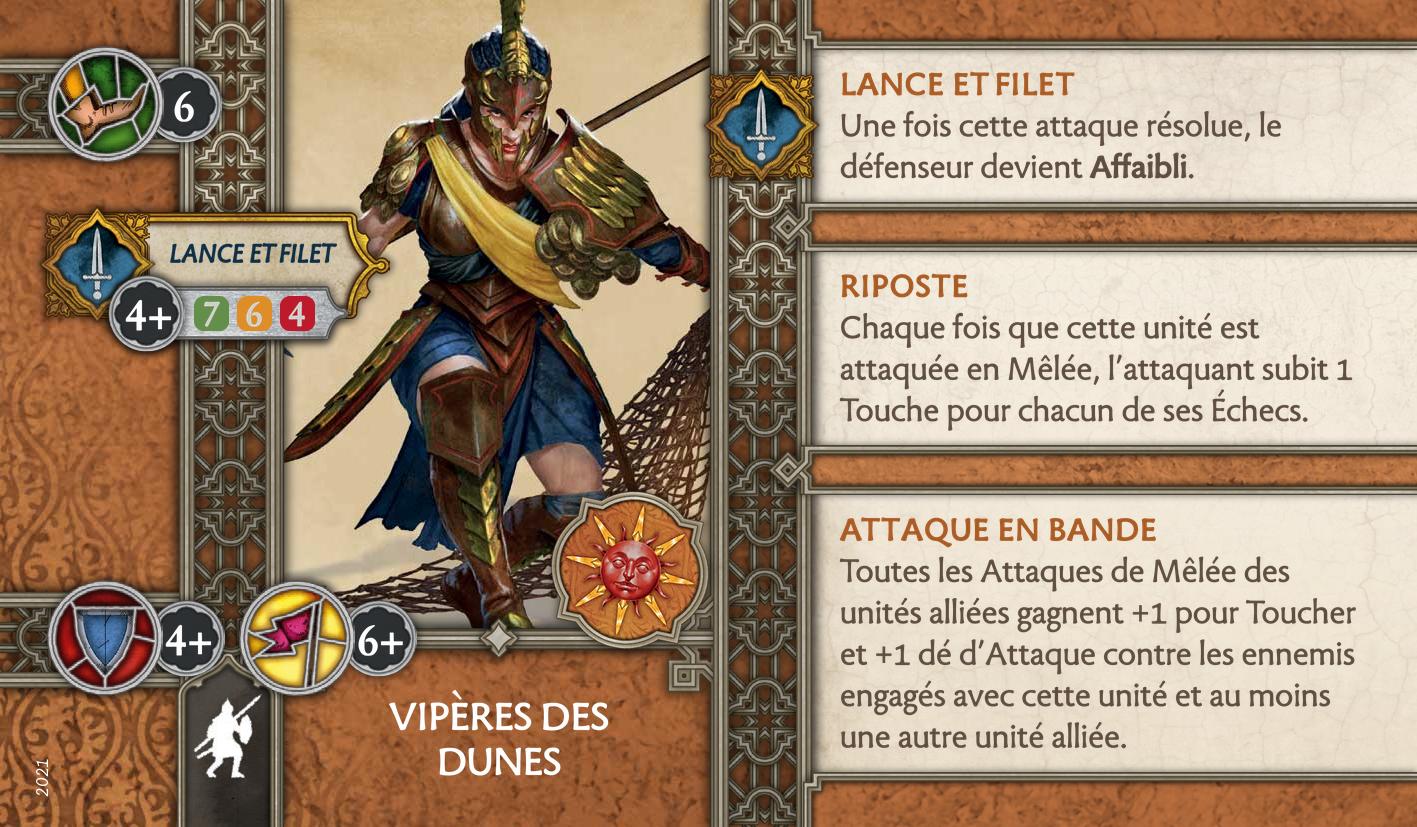 6
LANCE ET FILET
4+ 7 6 4
4+ 6+
VIPÈRES DES
DUNES
2021
LANCE ET FILET
Une fois cette attaque résolue, le
défenseur devient Affaibli.
RIPOSTE
Chaque fois que cette unité est
attaquée en Mêlée, l'attaquant subit 1
Touche pour chacun de ses Échecs.
ATTAQUE EN BANDE
Toutes les Attaques de Mêlée des
unités alliées gagnent +1 pour Toucher
et +1 dé d'Attaque contre les ennemis
engagés avec cette unité et au moins
une autre unité alliée.